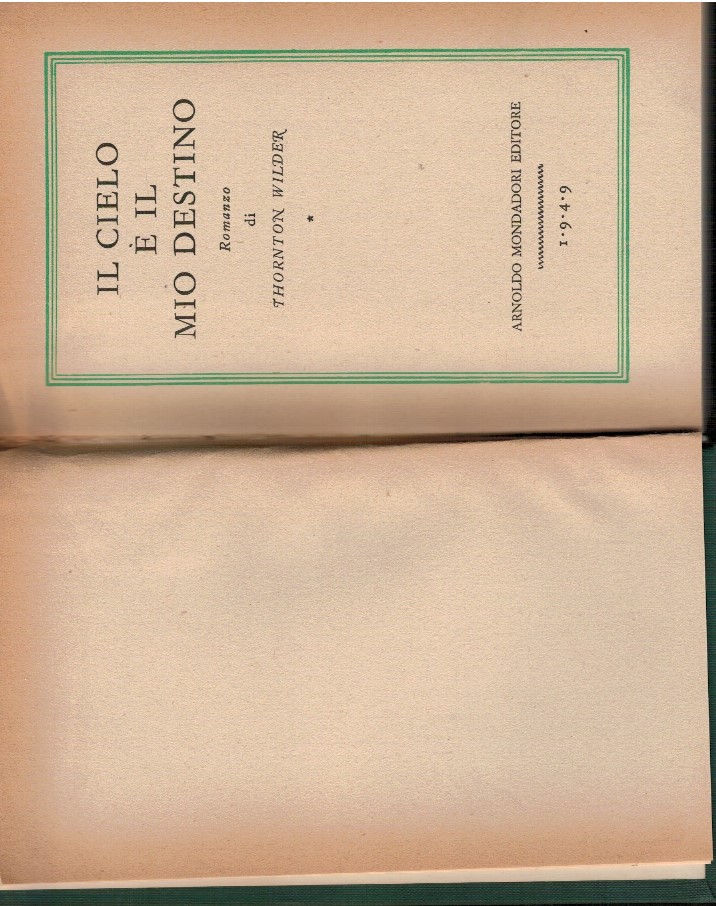 IL CIELO
È IL
MIO DESTINO
Romanzo
di
THORNTON WILDER
*
ARNOLDO MONDADORI EDITORE
1•9•4•9